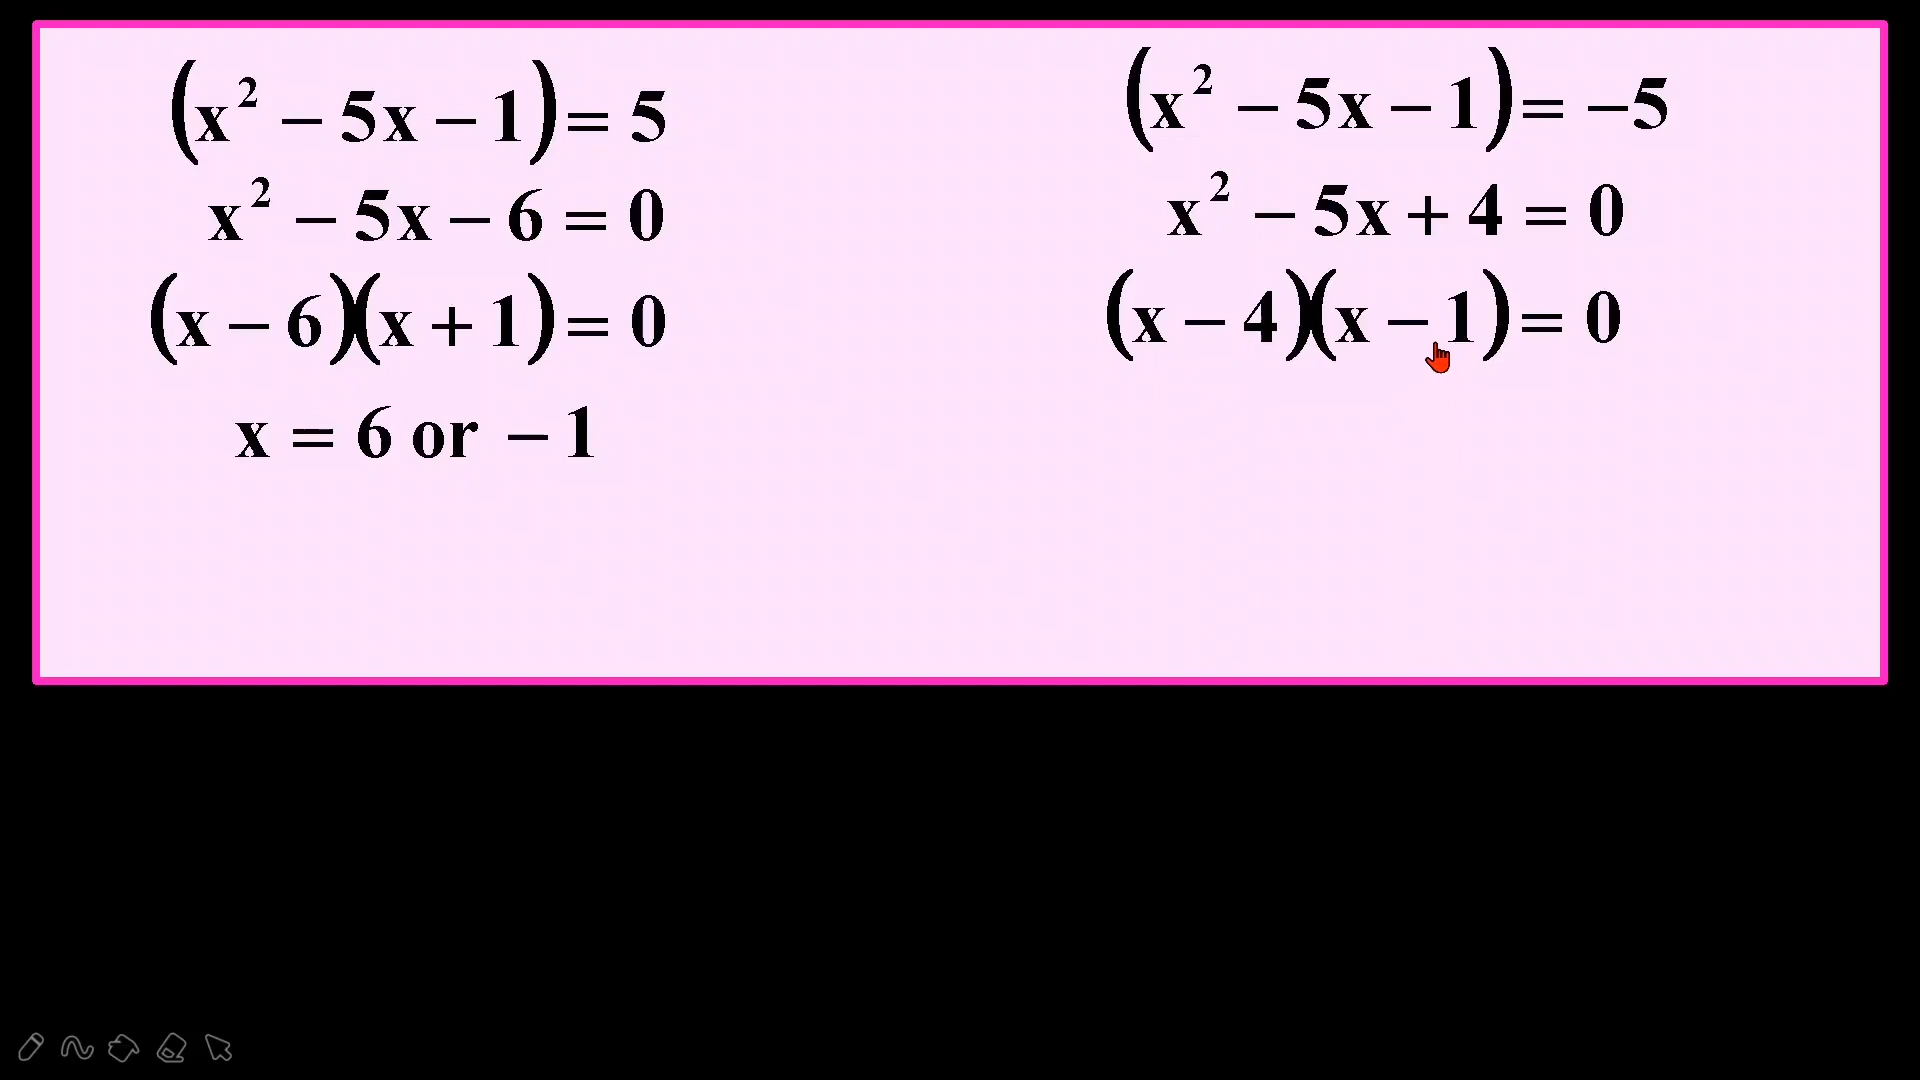 (x² − 5x − 1) = 5
x² − 5x − 6 = 0
(x − 6)(x + 1) = 0
x = 6 or − 1
(x² − 5x − 1) = −5
x² − 5x + 4 = 0
(x − 4)(x − 1) = 0